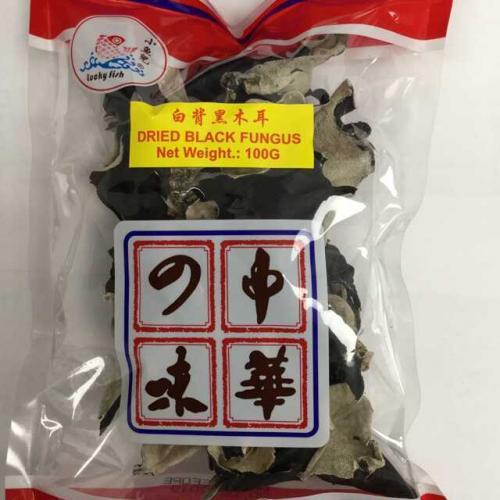 小魚兒
Lucky fish
白背黑木耳
DRIED BLACK FUNGUS
Net Weight.: 100G
の中
味華